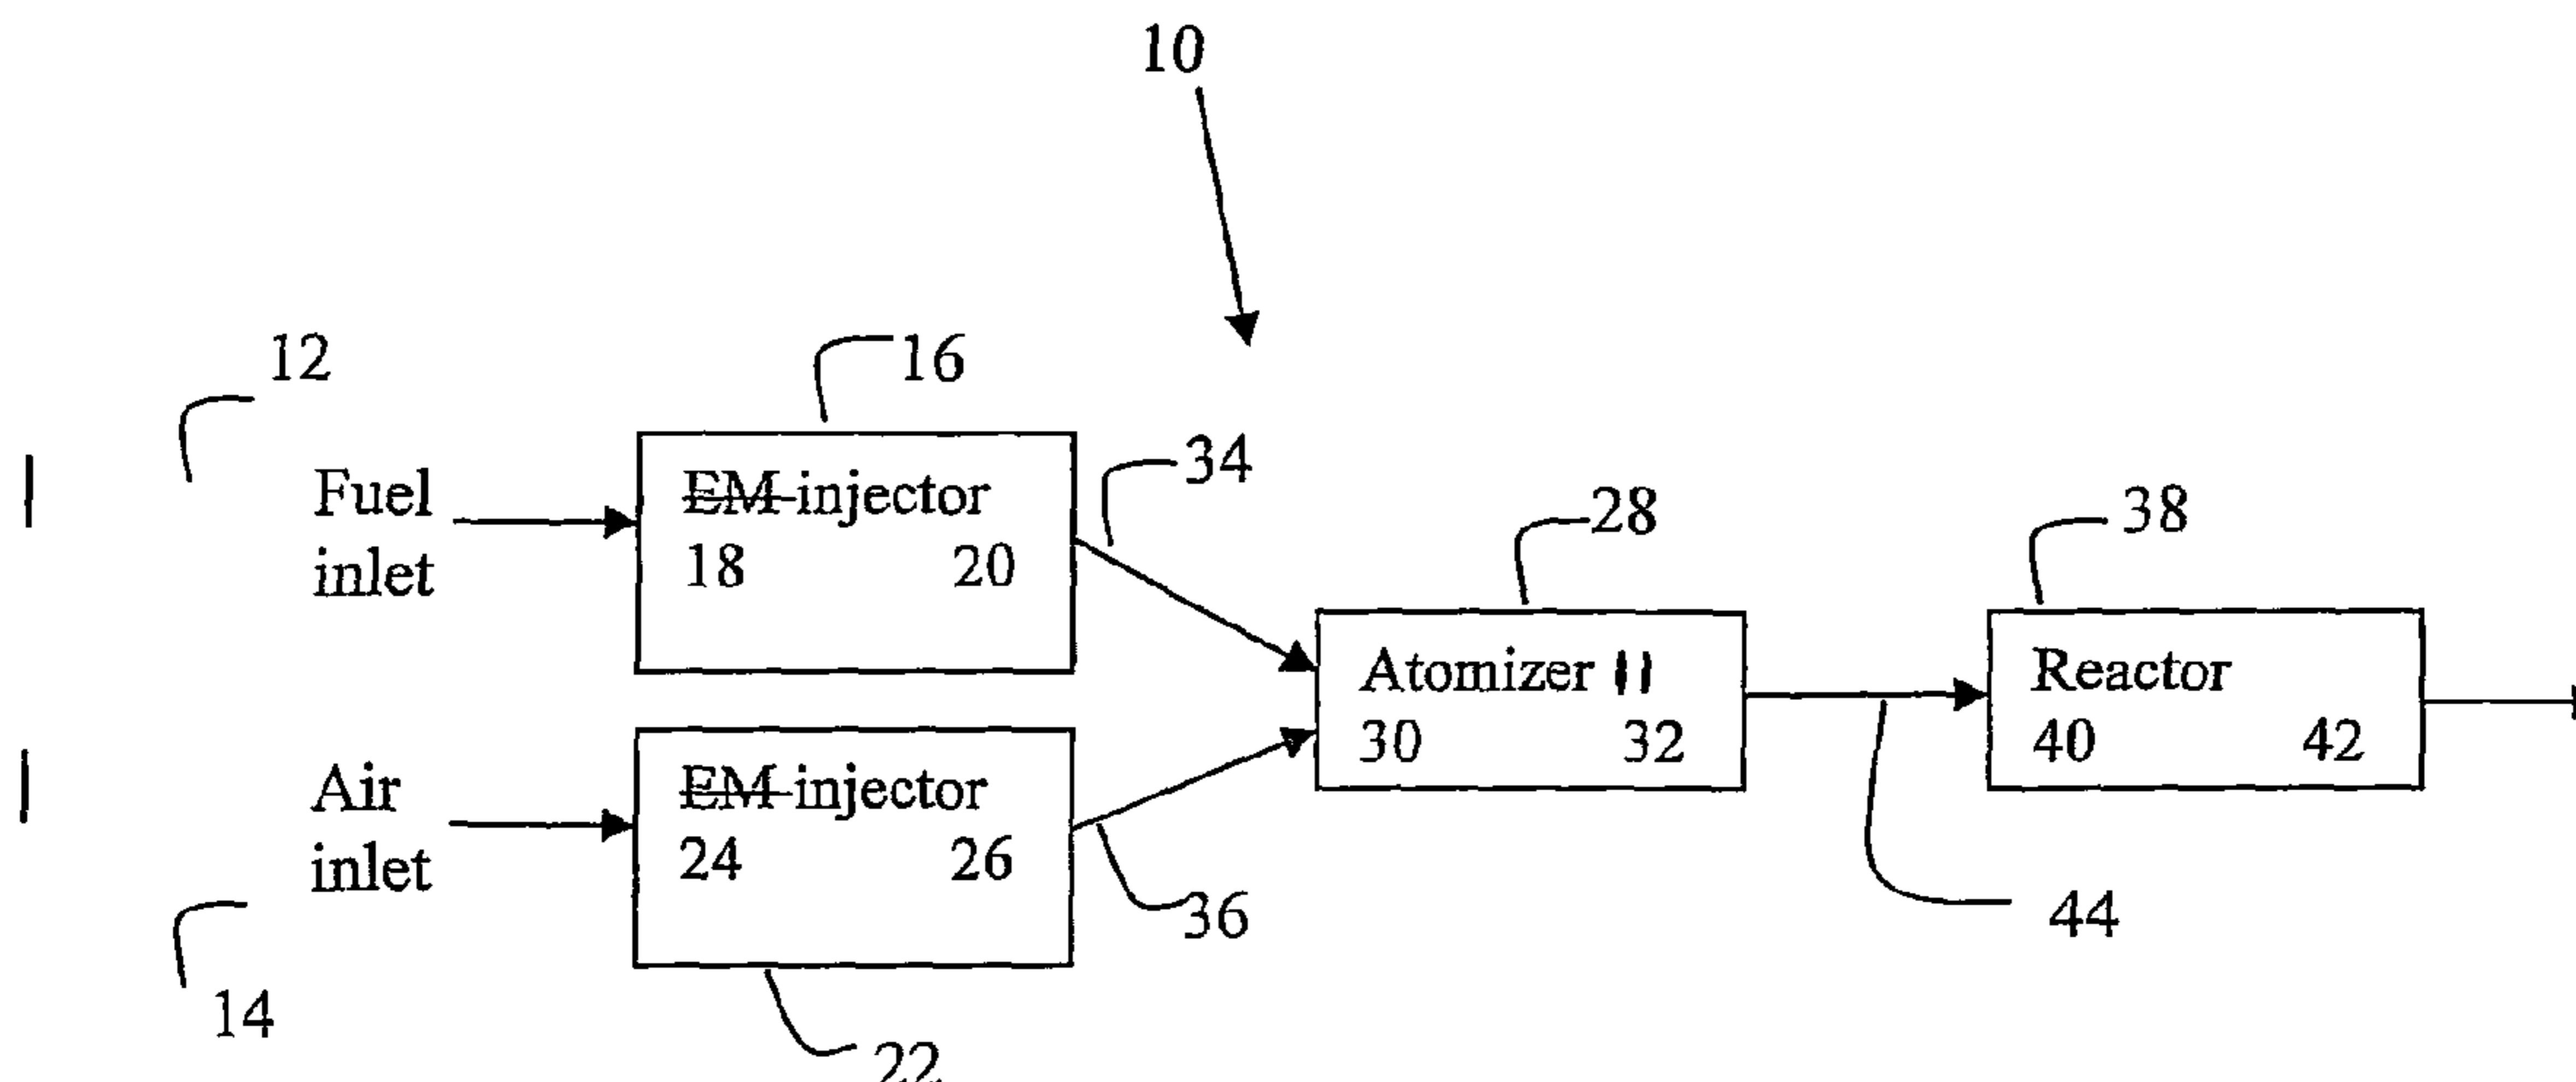 10
12
16
Fuel
inlet
EM injector
18 20
34
28
38
Atomizer
30 32
Reactor
40 42
Air
inlet
EM injector
24 26
36
44
14
22